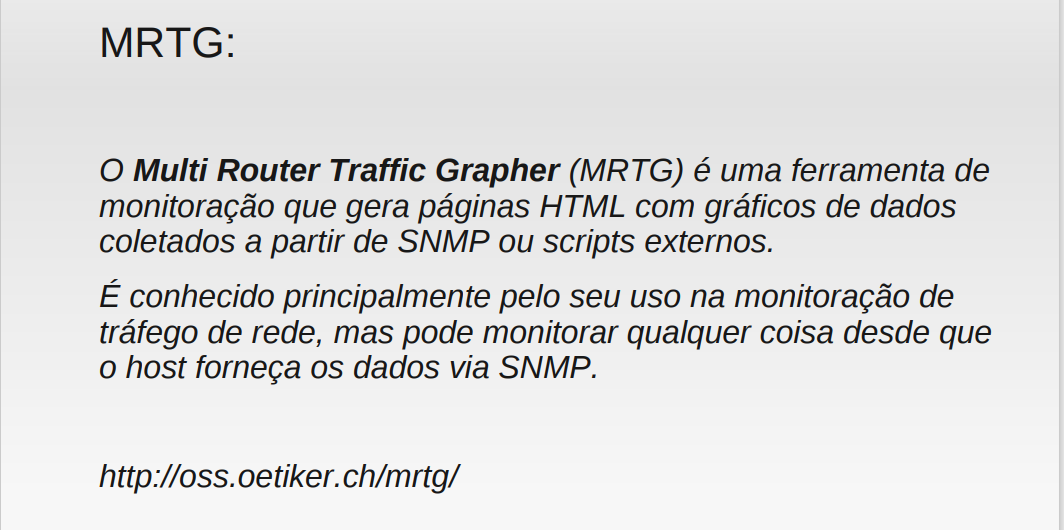 MRTG:
O Multi Router Traffic Grapher (MRTG) é uma ferramenta de
monitoração que gera páginas HTML com gráficos de dados
coletados a partir de SNMP ou scripts externos.
É conhecido principalmente pelo seu uso na monitoração de
tráfego de rede, mas pode monitorar qualquer coisa desde que
o host forneça os dados via SNMP.
http://oss.oetiker.ch/mrtg/